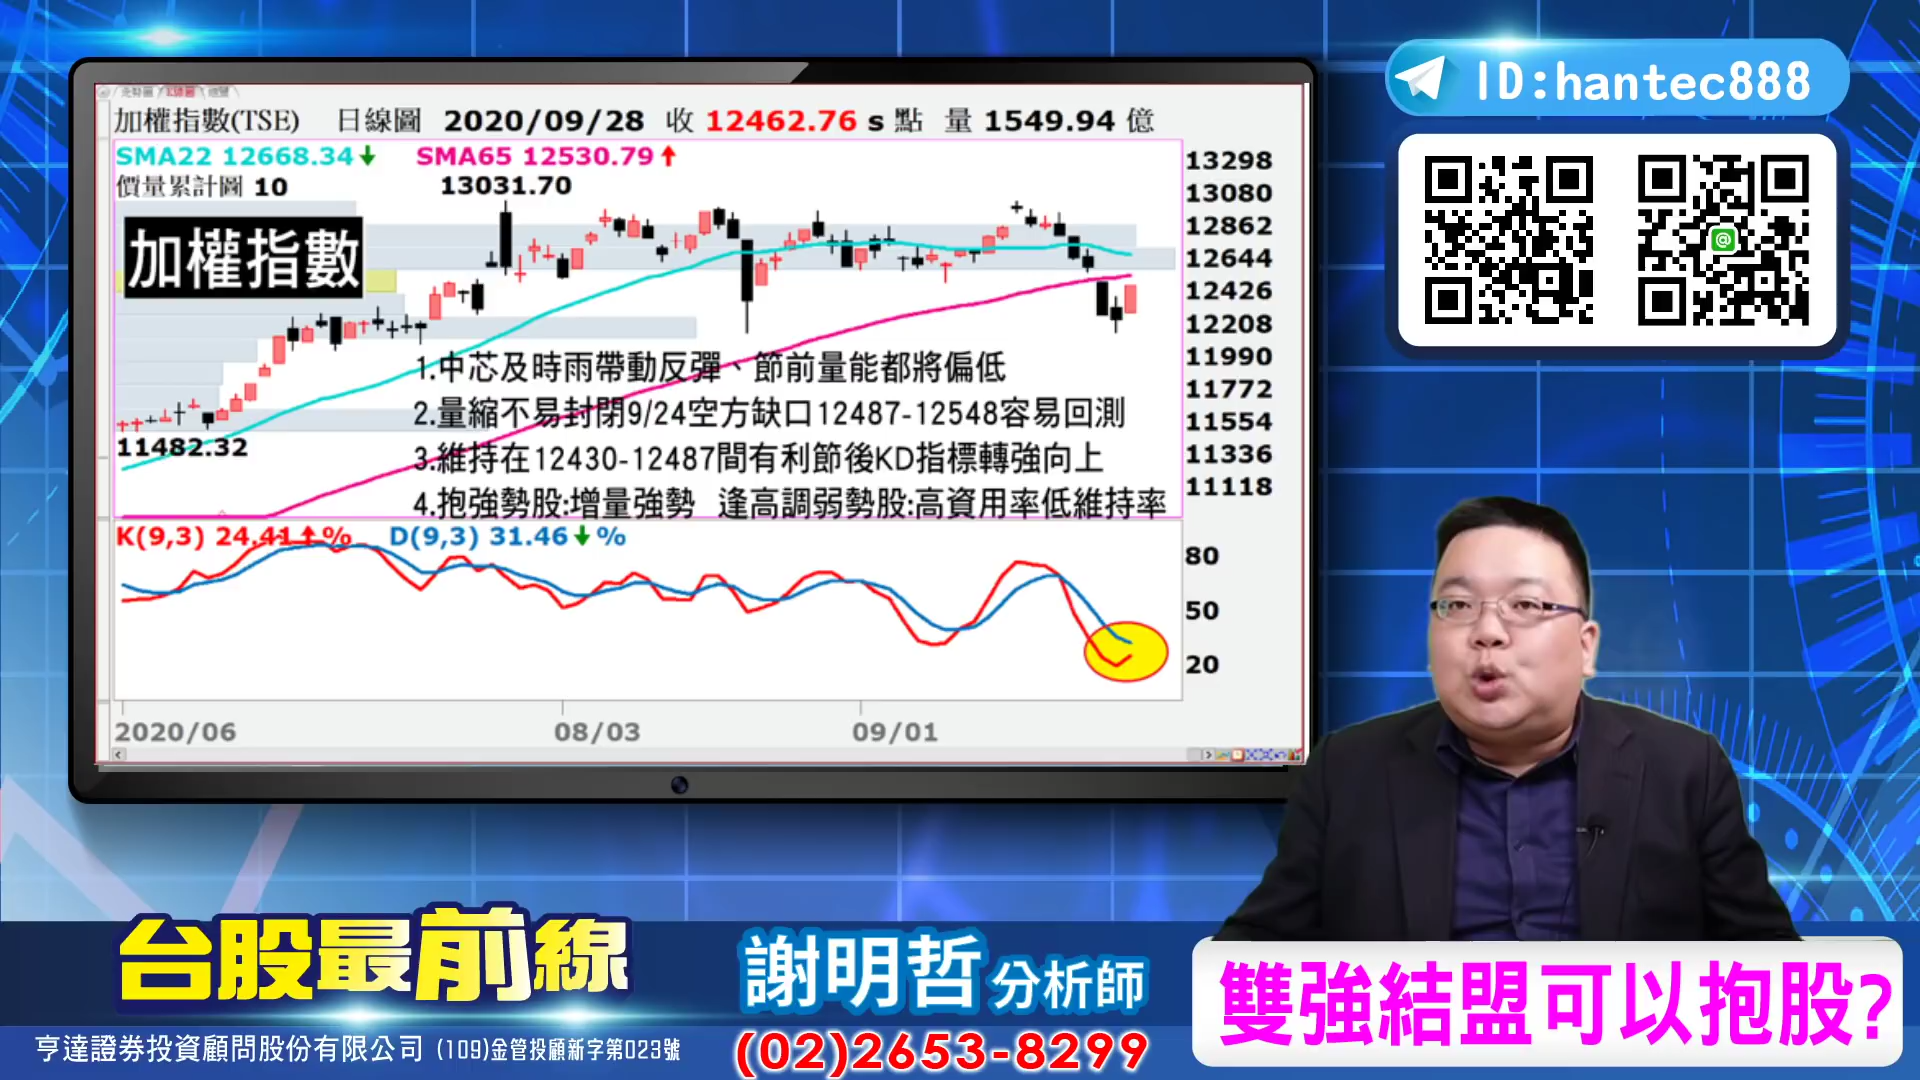 ID:hantec888
加權指數(TSE) 日線圖 2020/09/28 收 12462.76 s 點 量 1549.94 億
SMA22 12668.34↓ SMA65 12530.79↑
價量累計圖 10
13031.70
加權指數
11482.32
13298
13080
12862
12644
12426
12208
11990
11772
11554
11336
11118
1.中芯及時雨帶動反彈、節前量能都將偏低
2.量縮不易封閉9/24空方缺口12487-12548容易回測
3.維持在12430-12487間有利節後KD指標轉強向上
4.抱強勢股:增量強勢 逢高調弱勢股:高資用率低維持率
K(9,3) 24.41↑% D(9,3) 31.46↓%
80
50
20
2020/06 08/03 09/01
台股最前線
謝明哲 分析師
雙強結盟可以抱股?
亨達證券投資顧問股份有限公司 (109)金管投顧新字第023號
(02)2653-8299